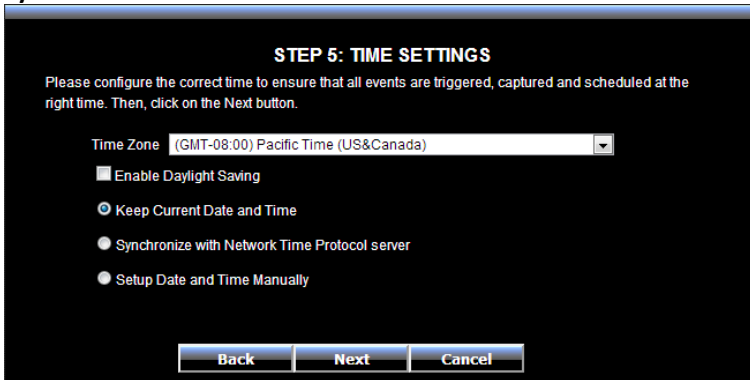 STEP 5: TIME SETTINGS
Please configure the correct time to ensure that all events are triggered, captured and scheduled at the
right time. Then, click on the Next button.
Time Zone (GMT-08:00) Pacific Time (US&Canada)
Enable Daylight Saving
Keep Current Date and Time
Synchronize with Network Time Protocol server
Setup Date and Time Manually
Back Next Cancel